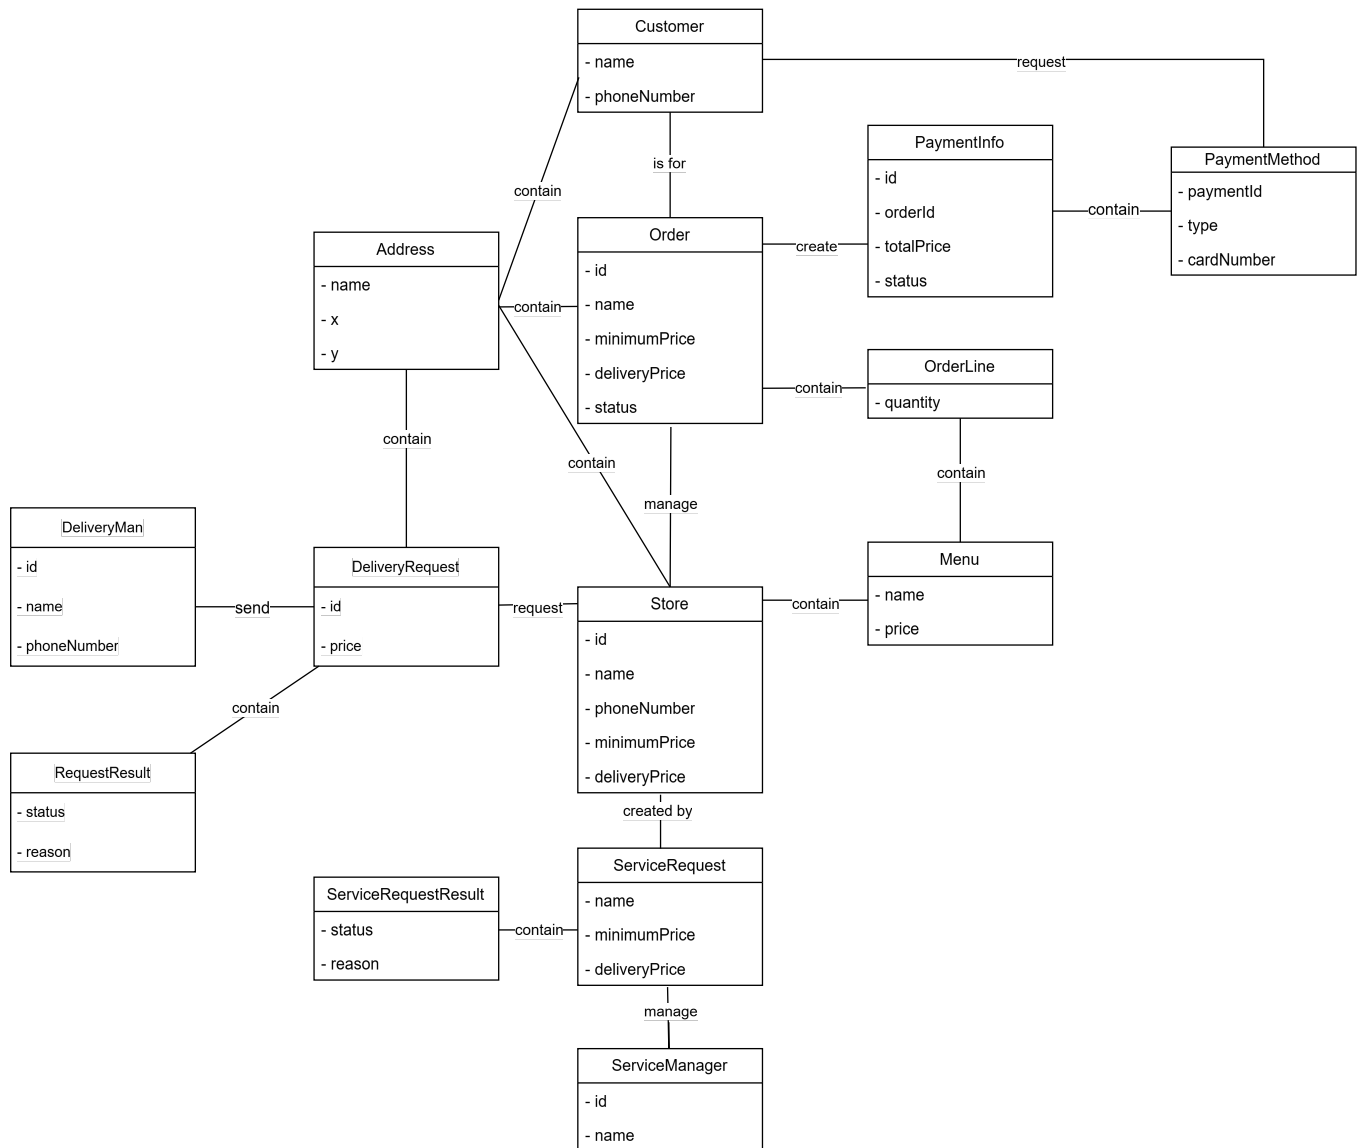 Customer
- name
- phoneNumber
request
is for
contain
PaymentInfo
- id
- orderId
- totalPrice
- status
contain
PaymentMethod
- paymentId
- type
- cardNumber
Address
- name
- x
- y
contain
Order
- id
- name
- minimumPrice
- deliveryPrice
- status
create
contain
OrderLine
- quantity
contain
contain
contain
manage
DeliveryMan
- id
- name
- phoneNumber
send
DeliveryRequest
- id
- price
request
Store
- id
- name
- phoneNumber
- minimumPrice
- deliveryPrice
contain
Menu
- name
- price
contain
RequestResult
- status
- reason
created by
ServiceRequestResult
- status
- reason
contain
ServiceRequest
- name
- minimumPrice
- deliveryPrice
manage
ServiceManager
- id
- name